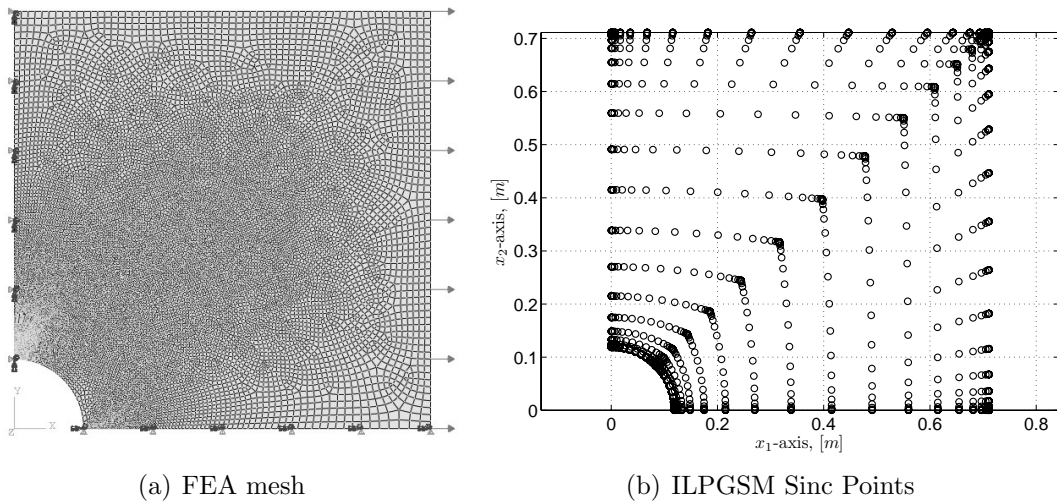 Y
Z
X
(a) FEA mesh
0.7
0.6
0.5
0.4
0.3
0.2
0.1
0
x₂-axis, [m]
0 0.2 0.4 0.6 0.8
x₁-axis, [m]
(b) ILPGSM Sinc Points